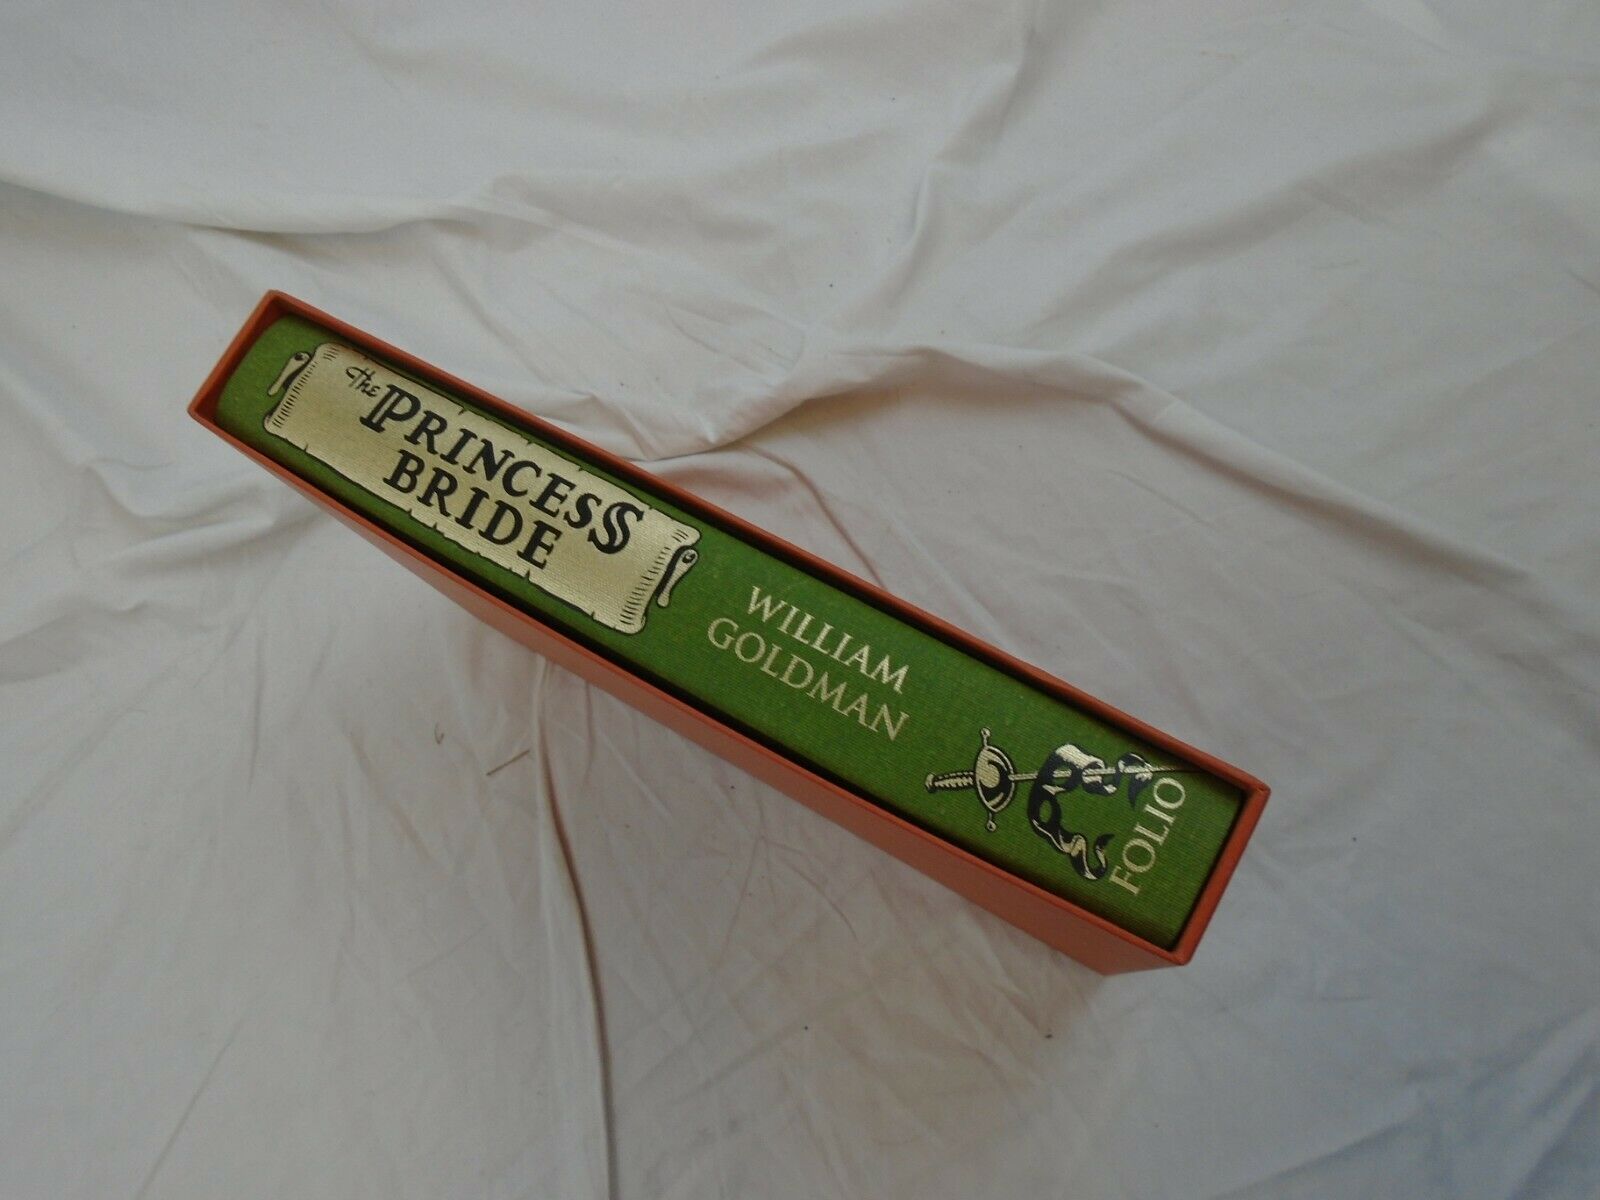 The
PRINCESS
BRIDE
WILLIAM
GOLDMAN
FOLIO